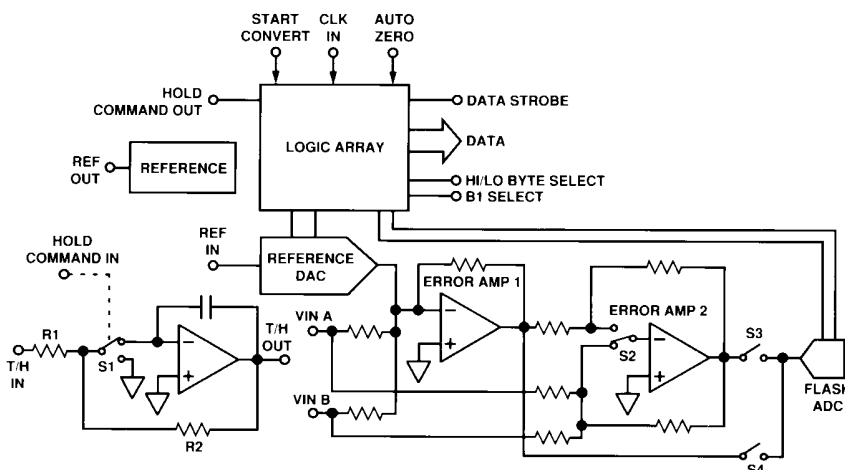 START
CONVERT
CLK
IN
AUTO
ZERO
HOLD
COMMAND OUT
DATA STROBE
LOGIC ARRAY
DATA
REF
OUT
REFERENCE
HI/LO BYTE SELECT
B1 SELECT
HOLD
COMMAND IN
REF
IN
REFERENCE
DAC
ERROR AMP 1
VIN A
ERROR AMP 2
R1
T/H
OUT
S3
T/H
IN
S1
S2
FLASH
ADC
VIN B
R2
S4